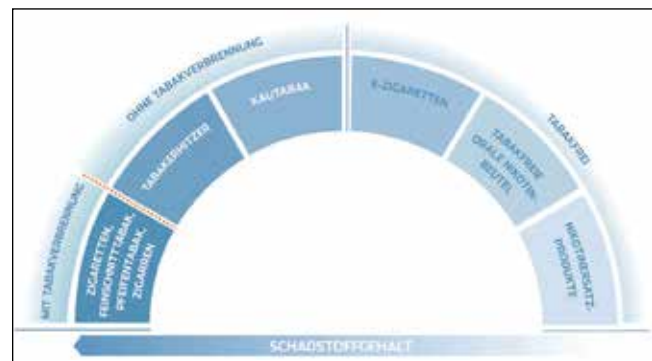 MIT TABAKVERBRENNUNG
OHNE TABAKVERBRENNUNG
TABAKFREI
ZIGARETTEN,
FEINSCHNITTTABAK,
PFEIFENTABAK,
ZIGARREN
TABAKERHITZER
KAUTABAK
E-ZIGARETTEN
TABAKFREIE
ORALE NIKOTIN-
BEUTEL
NIKOTINERSATZ-
PRODUKTE
SCHADSTOFFGEHALT